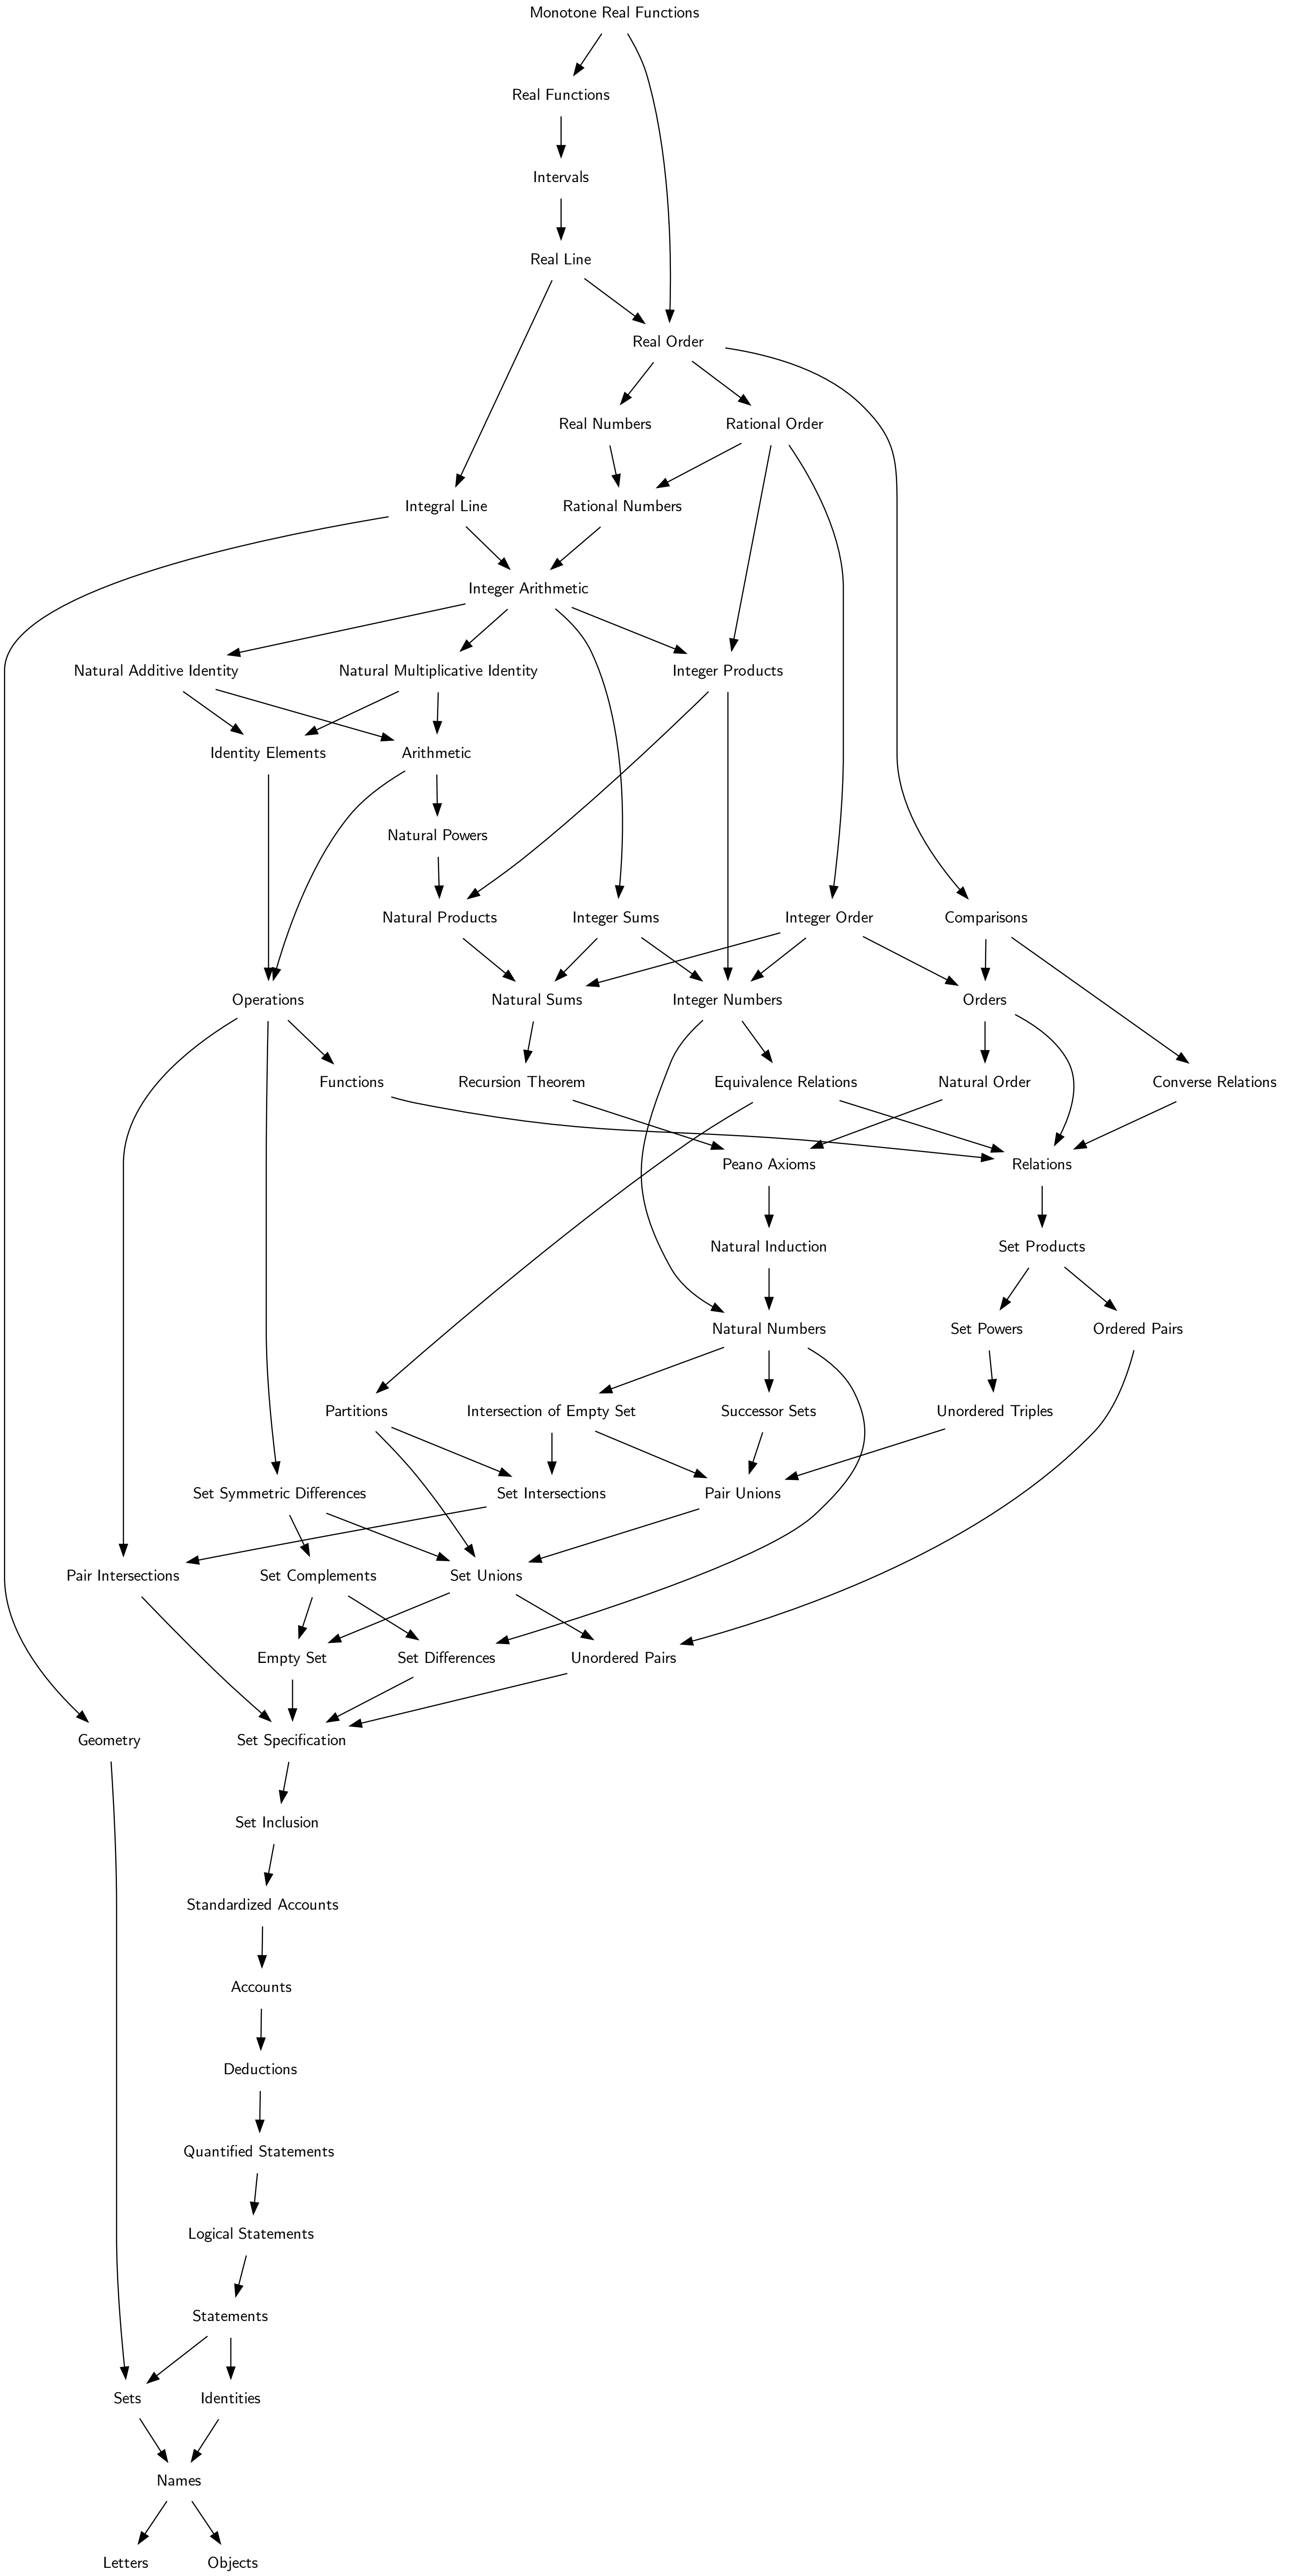 Monotone Real Functions
Real Functions
Intervals
Real Line
Real Order
Real Numbers
Rational Order
Integral Line
Rational Numbers
Integer Arithmetic
Natural Additive Identity
Natural Multiplicative Identity
Integer Products
Identity Elements
Arithmetic
Natural Powers
Natural Products
Integer Sums
Integer Order
Comparisons
Operations
Natural Sums
Integer Numbers
Orders
Functions
Recursion Theorem
Equivalence Relations
Natural Order
Converse Relations
Peano Axioms
Relations
Natural Induction
Set Products
Natural Numbers
Set Powers
Ordered Pairs
Partitions
Intersection of Empty Set
Successor Sets
Unordered Triples
Set Symmetric Differences
Set Intersections
Pair Unions
Pair Intersections
Set Complements
Set Unions
Empty Set
Set Differences
Unordered Pairs
Geometry
Set Specification
Set Inclusion
Standardized Accounts
Accounts
Deductions
Quantified Statements
Logical Statements
Statements
Sets
Identities
Names
Letters
Objects